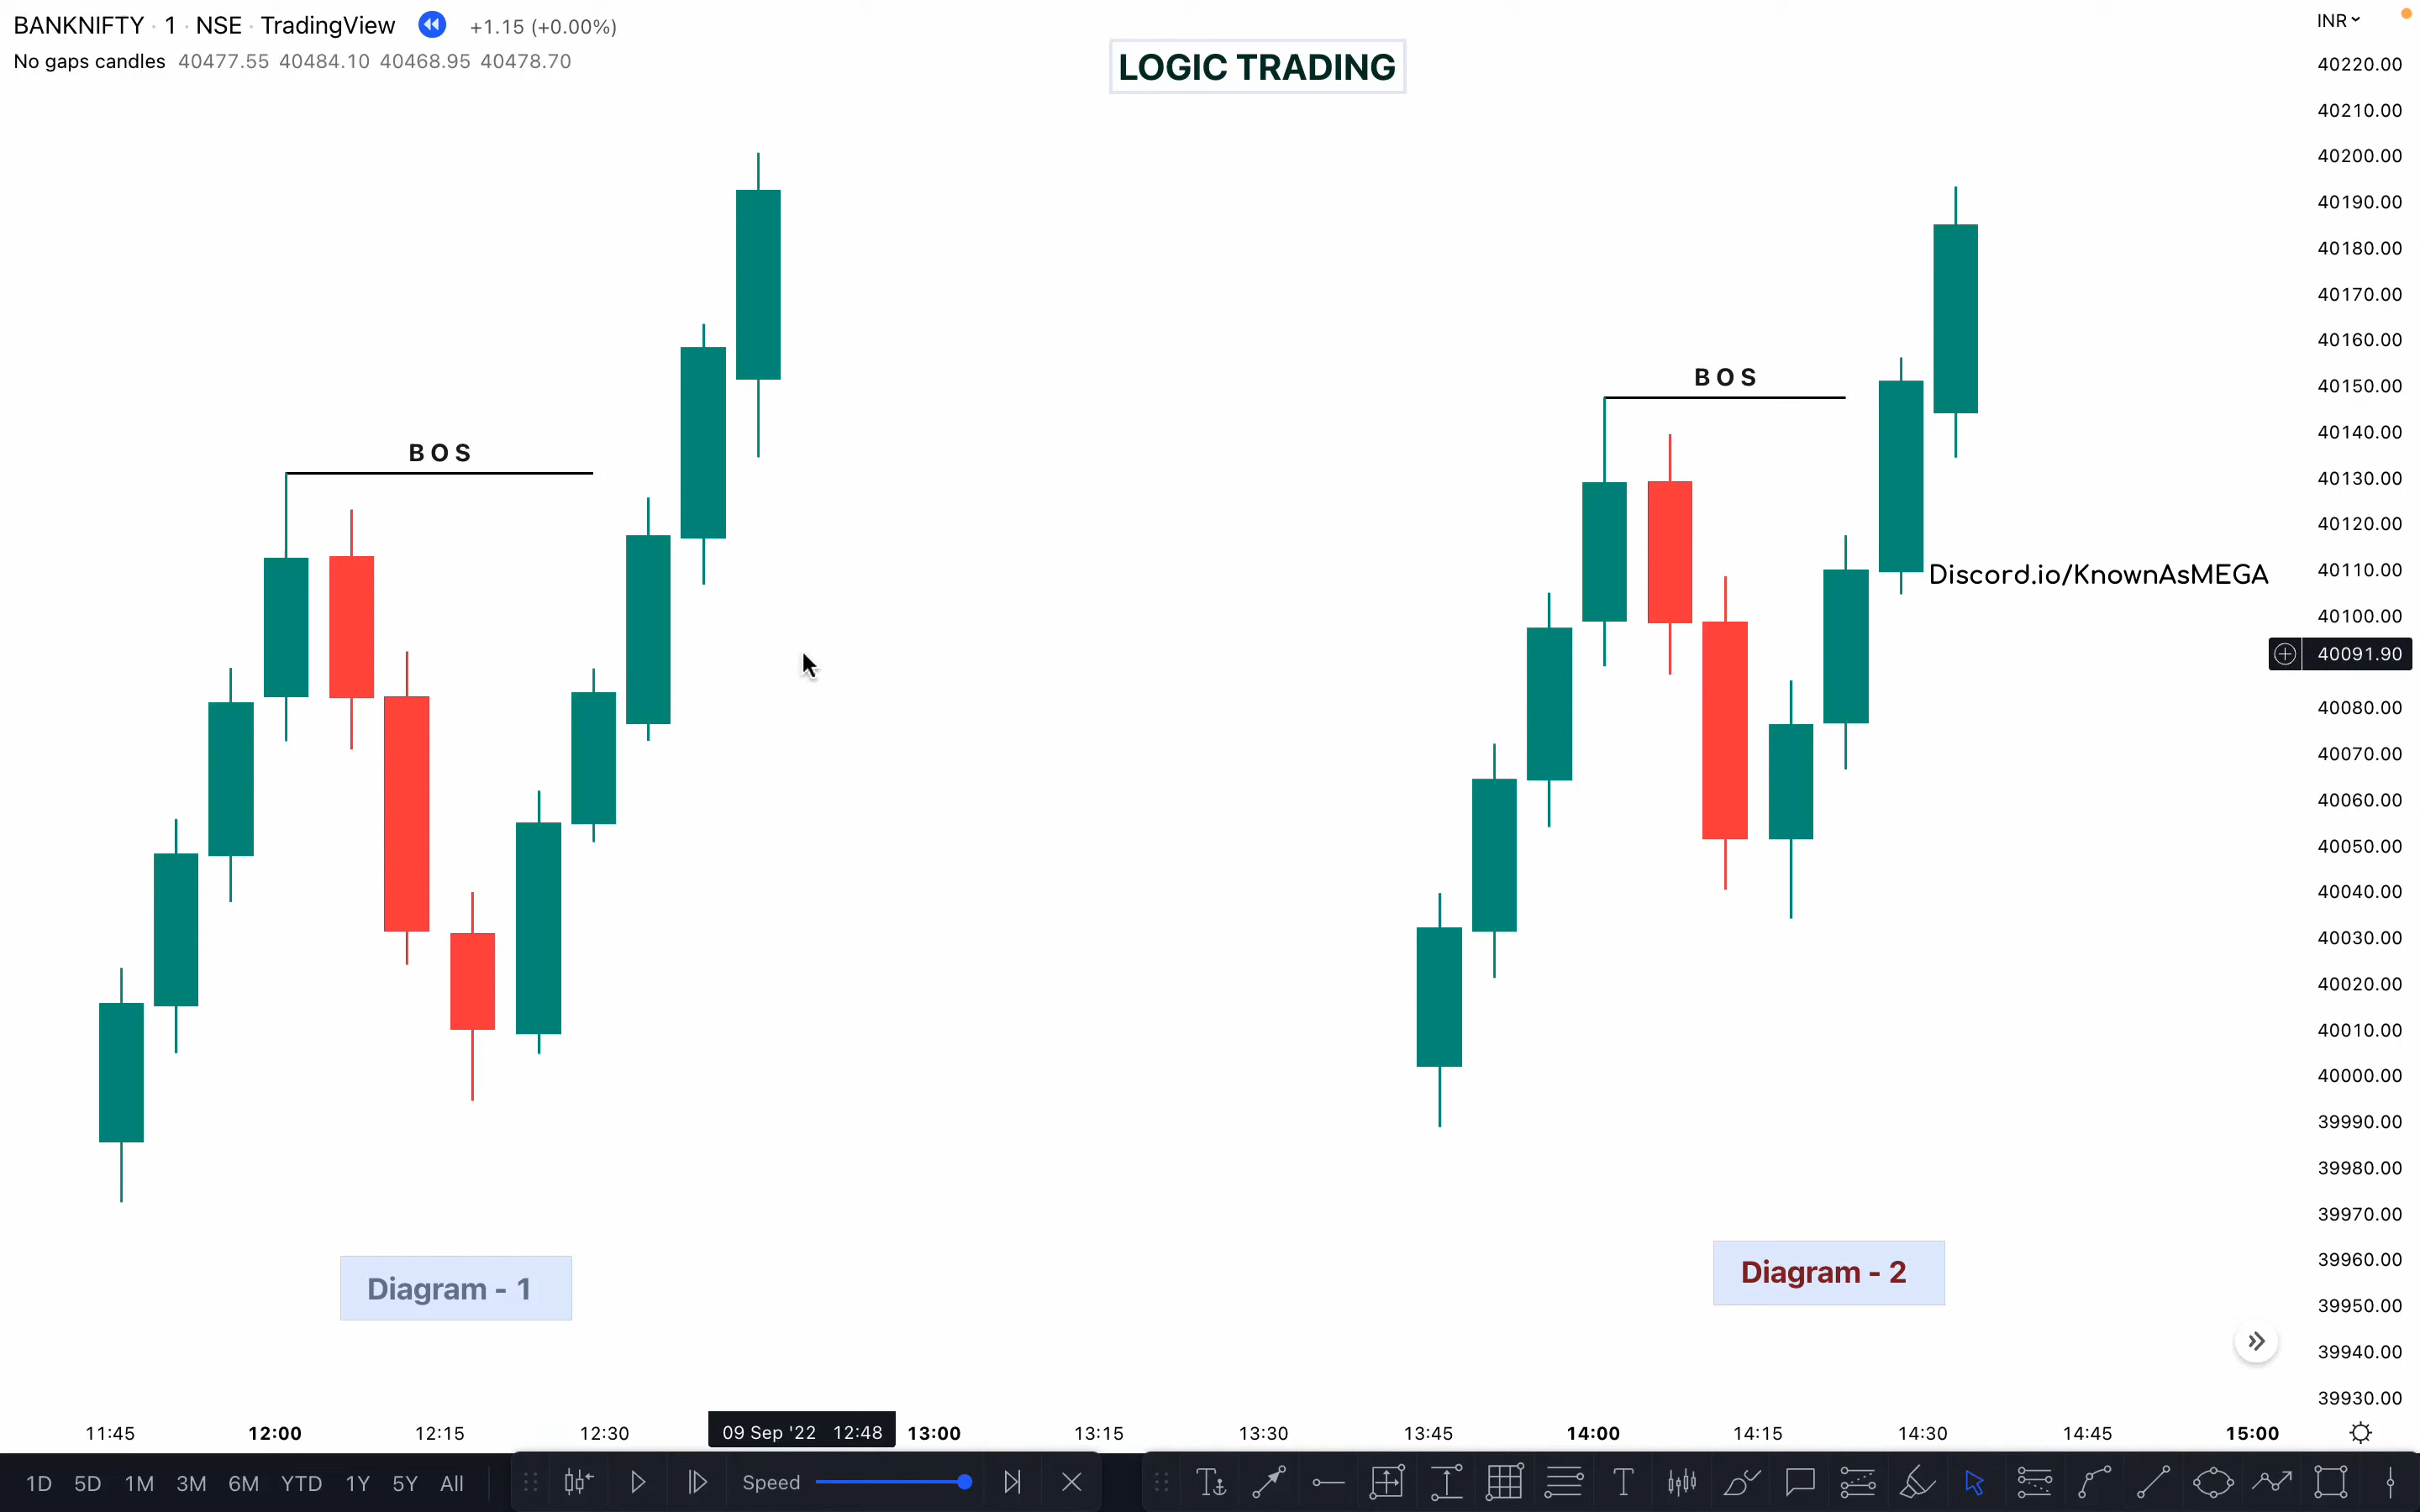 BANKNIFTY · 1 · NSE · TradingView +1.15 (+0.00%)
No gaps candles 40477.55 40484.10 40468.95 40478.70
LOGIC TRADING
INR
40220.00
40210.00
40200.00
40190.00
40180.00
40170.00
40160.00
40150.00
40140.00
40130.00
40120.00
40110.00
40100.00
40091.90
40080.00
40070.00
40060.00
40050.00
40040.00
40030.00
40020.00
40010.00
40000.00
39990.00
39980.00
39970.00
39960.00
39950.00
39940.00
39930.00
BOS
BOS
Discord.io/KnownAsMEGA
Diagram - 1
Diagram - 2
11:45 12:00 12:15 12:30 09 Sep '22 12:48 13:00 13:15 13:30 13:45 14:00 14:15 14:30 14:45 15:00
1D 5D 1M 3M 6M YTD 1Y 5Y All Speed